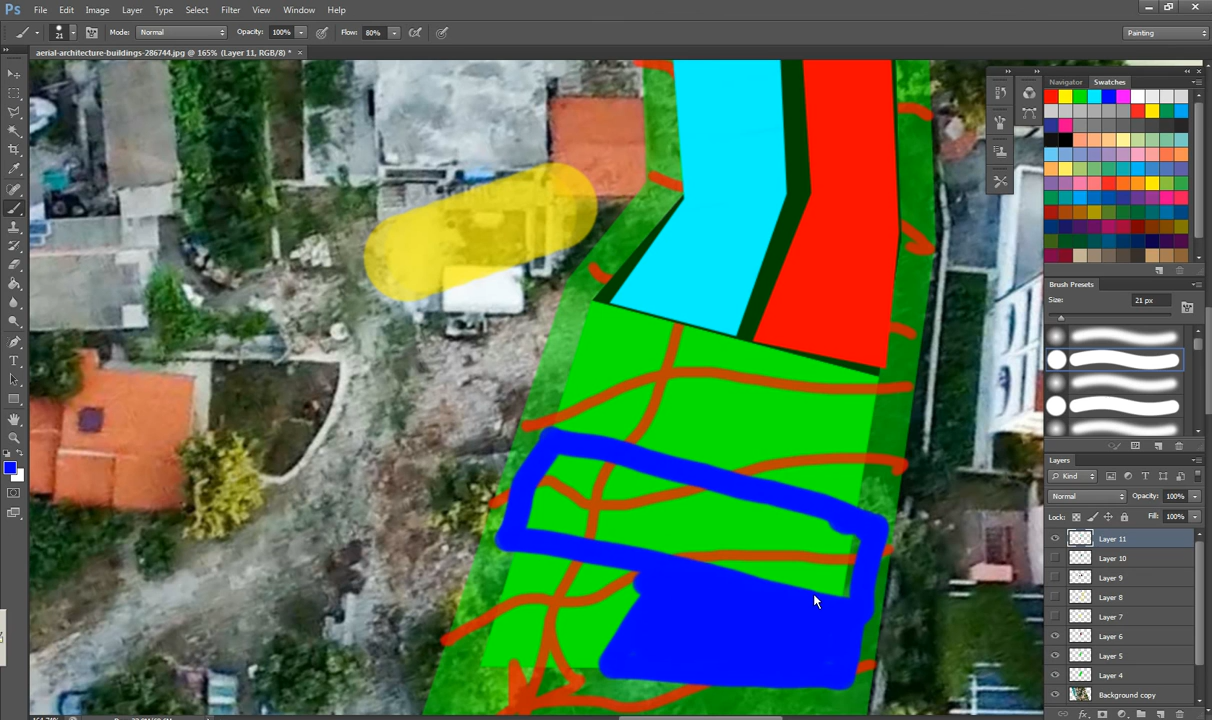 Ps File Edit Image Layer Type Select Filter View Window Help
21 Mode: Normal Opacity: 100% Flow: 80% Painting
aerial-architecture-buildings-286744.jpg @ 165% (Layer 11, RGB/8) * ×
Navigator Swatches
Brush Presets
Size: 21 px
Layers
Kind
Normal Opacity: 100%
Lock: Fill: 100%
Layer 11
Layer 10
Layer 9
Layer 8
Layer 7
Layer 6
Layer 5
Layer 4
Background copy